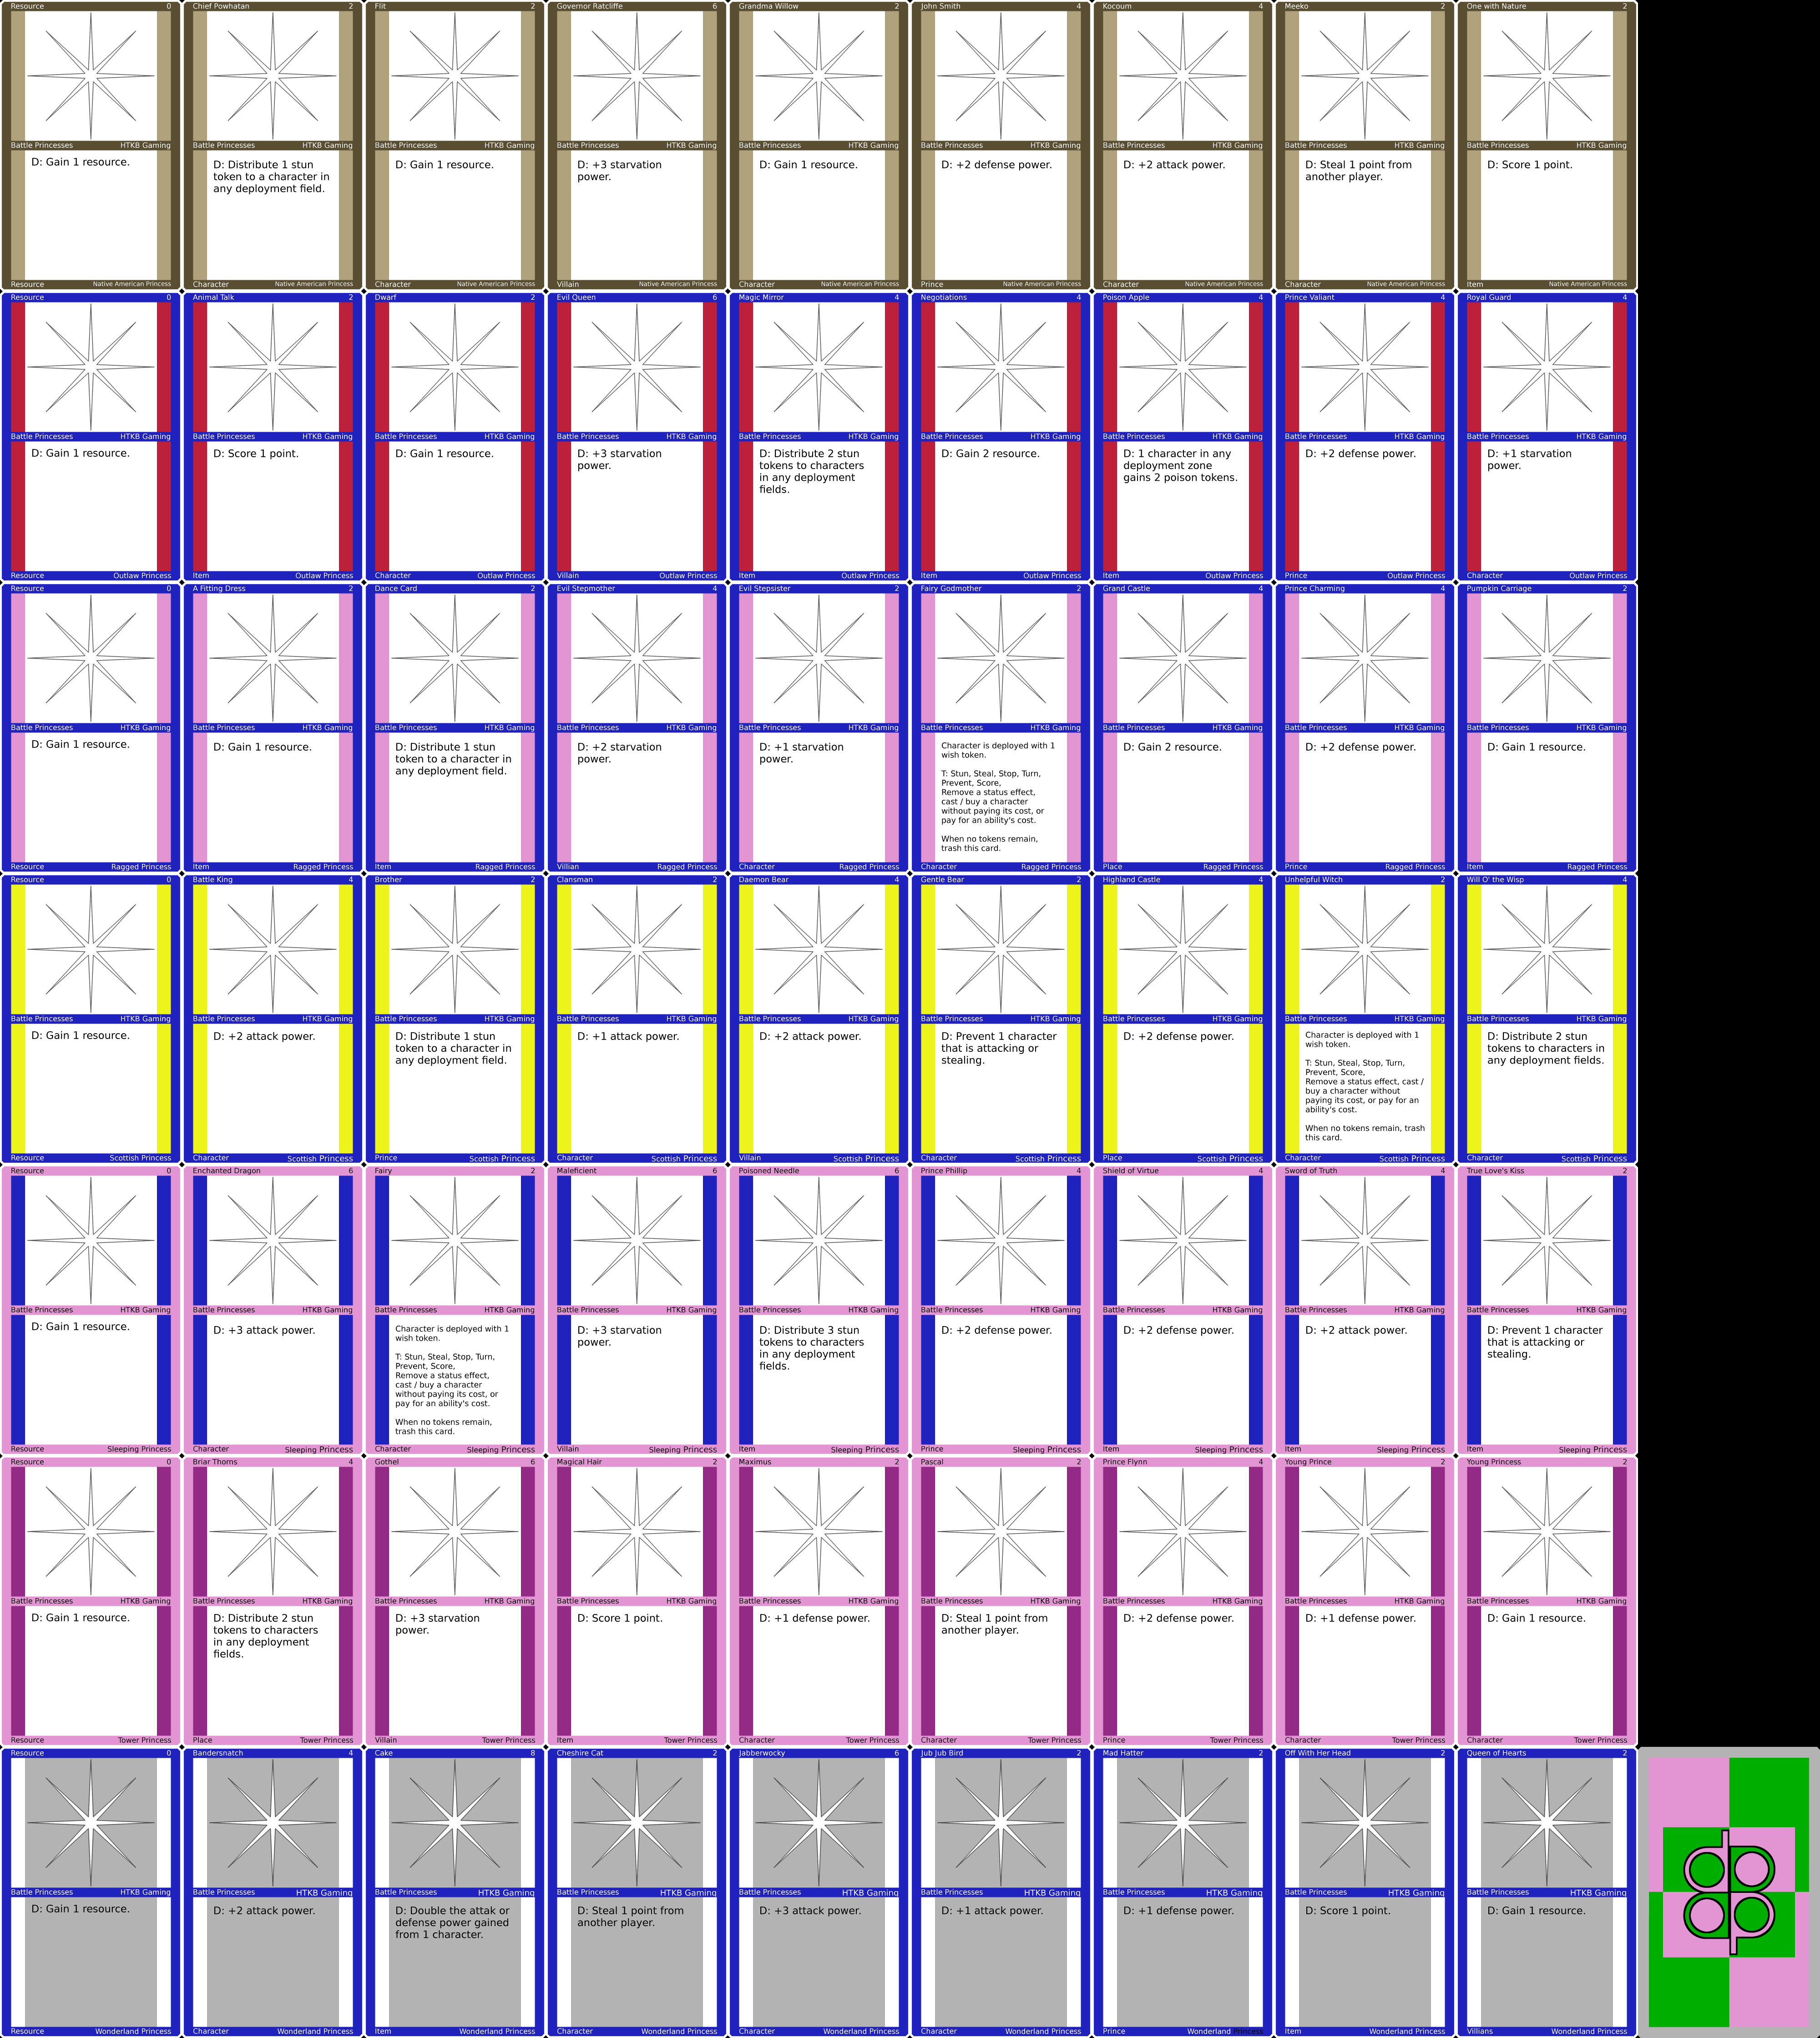 Resource 0
Battle Princesses HTKB Gaming
D: Gain 1 resource.
Resource Native American Princess
Chief Powhatan 2
Battle Princesses HTKB Gaming
D: Distribute 1 stun
token to a character in
any deployment field.
Character Native American Princess
Flit 2
Battle Princesses HTKB Gaming
D: Gain 1 resource.
Character Native American Princess
Governor Ratcliffe 6
Battle Princesses HTKB Gaming
D: +3 starvation
power.
Villain Native American Princess
Grandma Willow 2
Battle Princesses HTKB Gaming
D: Gain 1 resource.
Character Native American Princess
John Smith 4
Battle Princesses HTKB Gaming
D: +2 defense power.
Prince Native American Princess
Kocoum 4
Battle Princesses HTKB Gaming
D: +2 attack power.
Character Native American Princess
Meeko 2
Battle Princesses HTKB Gaming
D: Steal 1 point from
another player.
Character Native American Princess
One with Nature 2
Battle Princesses HTKB Gaming
D: Score 1 point.
Item Native American Princess
Resource 0
Battle Princesses HTKB Gaming
D: Gain 1 resource.
Resource Outlaw Princess
Animal Talk 2
Battle Princesses HTKB Gaming
D: Score 1 point.
Item Outlaw Princess
Dwarf 2
Battle Princesses HTKB Gaming
D: Gain 1 resource.
Character Outlaw Princess
Evil Queen 6
Battle Princesses HTKB Gaming
D: +3 starvation
power.
Villain Outlaw Princess
Magic Mirror 4
Battle Princesses HTKB Gaming
D: Distribute 2 stun
tokens to characters
in any deployment
fields.
Item Outlaw Princess
Negotiations 4
Battle Princesses HTKB Gaming
D: Gain 2 resource.
Item Outlaw Princess
Poison Apple 4
Battle Princesses HTKB Gaming
D: 1 character in any
deployment zone
gains 2 poison tokens.
Item Outlaw Princess
Prince Valiant 4
Battle Princesses HTKB Gaming
D: +2 defense power.
Prince Outlaw Princess
Royal Guard 4
Battle Princesses HTKB Gaming
D: +1 starvation
power.
Character Outlaw Princess
Resource 0
Battle Princesses HTKB Gaming
D: Gain 1 resource.
Resource Ragged Princess
A Fitting Dress 2
Battle Princesses HTKB Gaming
D: Gain 1 resource.
Item Ragged Princess
Dance Card 2
Battle Princesses HTKB Gaming
D: Distribute 1 stun
token to a character in
any deployment field.
Item Ragged Princess
Evil Stepmother 4
Battle Princesses HTKB Gaming
D: +2 starvation
power.
Villian Ragged Princess
Evil Stepsister 2
Battle Princesses HTKB Gaming
D: +1 starvation
power.
Character Ragged Princess
Fairy Godmother 2
Battle Princesses HTKB Gaming
Character is deployed with 1
wish token.
T: Stun, Steal, Stop, Turn,
Prevent, Score,
Remove a status effect,
cast / buy a character
without paying its cost, or
pay for an ability's cost.
When no tokens remain,
trash this card.
Character Ragged Princess
Grand Castle 4
Battle Princesses HTKB Gaming
D: Gain 2 resource.
Place Ragged Princess
Prince Charming 4
Battle Princesses HTKB Gaming
D: +2 defense power.
Prince Ragged Princess
Pumpkin Carriage 2
Battle Princesses HTKB Gaming
D: Gain 1 resource.
Item Ragged Princess
Resource 0
Battle Princesses HTKB Gaming
D: Gain 1 resource.
Resource Scottish Princess
Battle King 4
Battle Princesses HTKB Gaming
D: +2 attack power.
Character Scottish Princess
Brother 2
Battle Princesses HTKB Gaming
D: Distribute 1 stun
token to a character in
any deployment field.
Prince Scottish Princess
Clansman 2
Battle Princesses HTKB Gaming
D: +1 attack power.
Character Scottish Princess
Daemon Bear 4
Battle Princesses HTKB Gaming
D: +2 attack power.
Villain Scottish Princess
Gentle Bear 2
Battle Princesses HTKB Gaming
D: Prevent 1 character
that is attacking or
stealing.
Character Scottish Princess
Highland Castle 4
Battle Princesses HTKB Gaming
D: +2 defense power.
Place Scottish Princess
Unhelpful Witch 2
Battle Princesses HTKB Gaming
Character is deployed with 1
wish token.
T: Stun, Steal, Stop, Turn,
Prevent, Score,
Remove a status effect, cast /
buy a character without
paying its cost, or pay for an
ability's cost.
When no tokens remain, trash
this card.
Character Scottish Princess
Will O' the Wisp 4
Battle Princesses HTKB Gaming
D: Distribute 2 stun
tokens to characters in
any deployment fields.
Character Scottish Princess
Resource 0
Battle Princesses HTKB Gaming
D: Gain 1 resource.
Resource Sleeping Princess
Enchanted Dragon 6
Battle Princesses HTKB Gaming
D: +3 attack power.
Character Sleeping Princess
Fairy 2
Battle Princesses HTKB Gaming
Character is deployed with 1
wish token.
T: Stun, Steal, Stop, Turn,
Prevent, Score,
Remove a status effect,
cast / buy a character
without paying its cost, or
pay for an ability's cost.
When no tokens remain,
trash this card.
Character Sleeping Princess
Maleficient 6
Battle Princesses HTKB Gaming
D: +3 starvation
power.
Villain Sleeping Princess
Poisoned Needle 6
Battle Princesses HTKB Gaming
D: Distribute 3 stun
tokens to characters
in any deployment
fields.
Item Sleeping Princess
Prince Phillip 4
Battle Princesses HTKB Gaming
D: +2 defense power.
Prince Sleeping Princess
Shield of Virtue 4
Battle Princesses HTKB Gaming
D: +2 defense power.
Item Sleeping Princess
Sword of Truth 4
Battle Princesses HTKB Gaming
D: +2 attack power.
Item Sleeping Princess
True Love's Kiss 2
Battle Princesses HTKB Gaming
D: Prevent 1 character
that is attacking or
stealing.
Item Sleeping Princess
Resource 0
Battle Princesses HTKB Gaming
D: Gain 1 resource.
Resource Tower Princess
Briar Thorns 4
Battle Princesses HTKB Gaming
D: Distribute 2 stun
tokens to characters
in any deployment
fields.
Place Tower Princess
Gothel 6
Battle Princesses HTKB Gaming
D: +3 starvation
power.
Villain Tower Princess
Magical Hair 2
Battle Princesses HTKB Gaming
D: Score 1 point.
Item Tower Princess
Maximus 2
Battle Princesses HTKB Gaming
D: +1 defense power.
Character Tower Princess
Pascal 2
Battle Princesses HTKB Gaming
D: Steal 1 point from
another player.
Character Tower Princess
Prince Flynn 4
Battle Princesses HTKB Gaming
D: +2 defense power.
Prince Tower Princess
Young Prince 2
Battle Princesses HTKB Gaming
D: +1 defense power.
Character Tower Princess
Young Princess 2
Battle Princesses HTKB Gaming
D: Gain 1 resource.
Character Tower Princess
Resource 0
Battle Princesses HTKB Gaming
D: Gain 1 resource.
Resource Wonderland Princess
Bandersnatch 4
Battle Princesses HTKB Gaming
D: +2 attack power.
Character Wonderland Princess
Cake 8
Battle Princesses HTKB Gaming
D: Double the attak or
defense power gained
from 1 character.
Item Wonderland Princess
Cheshire Cat 2
Battle Princesses HTKB Gaming
D: Steal 1 point from
another player.
Character Wonderland Princess
Jabberwocky 6
Battle Princesses HTKB Gaming
D: +3 attack power.
Character Wonderland Princess
Jub Jub Bird 2
Battle Princesses HTKB Gaming
D: +1 attack power.
Character Wonderland Princess
Mad Hatter 2
Battle Princesses HTKB Gaming
D: +1 defense power.
Prince Wonderland Princess
Off With Her Head 2
Battle Princesses HTKB Gaming
D: Score 1 point.
Item Wonderland Princess
Queen of Hearts 2
Battle Princesses HTKB Gaming
D: Gain 1 resource.
Villians Wonderland Princess